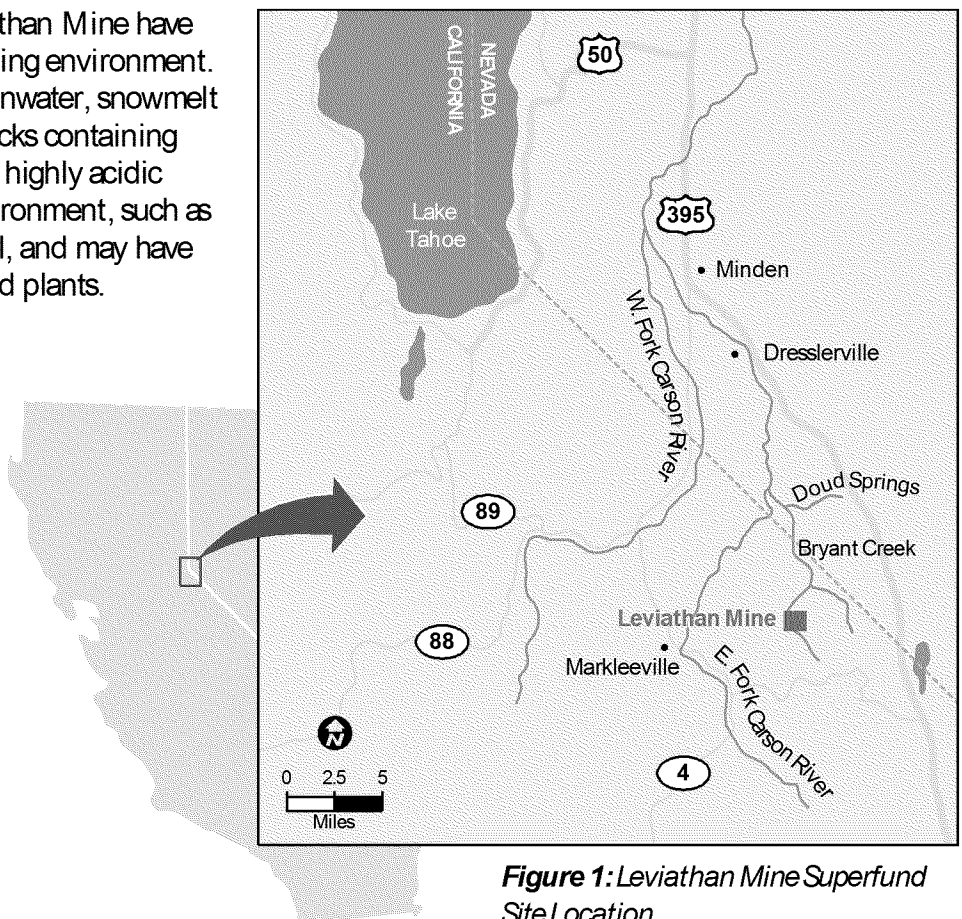 than Mine have
ing environment.
nwater, snowmelt
cks containing
highly acidic
ronment, such as
l, and may have
d plants.
CALIFORNIA
NEVADA
50
Lake
Tahoe
395
Minden
W. Fork Carson River
Dresslerville
89
Doud Springs
Bryant Creek
Leviathan Mine
88
Markleeville
E. Fork Carson River
N
4
0 2.5 5
Miles
Figure 1: Leviathan Mine Superfund
Site Location